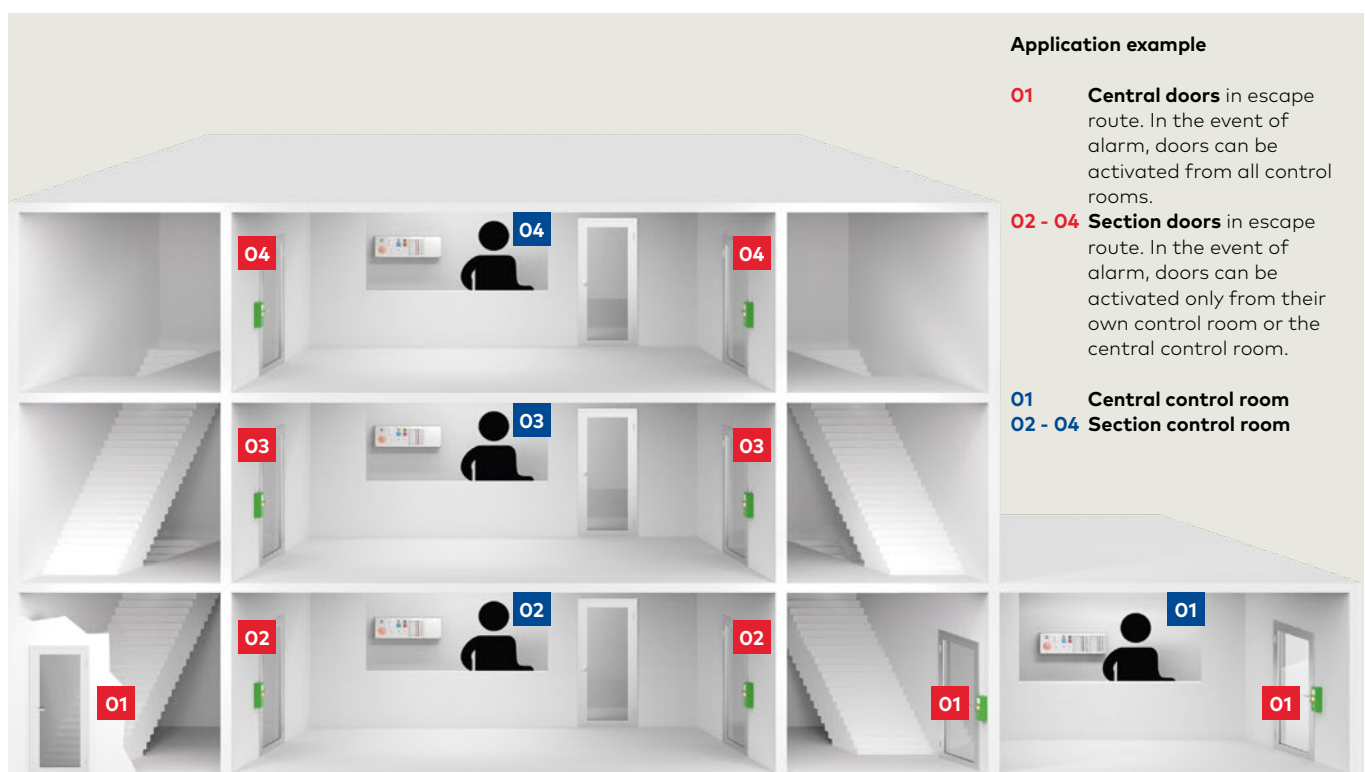 Application example
01 Central doors in escape
route. In the event of
alarm, doors can be
activated from all control
rooms.
02 - 04 Section doors in escape
route. In the event of
alarm, doors can be
activated only from their
own control room or the
central control room.
01 Central control room
02 - 04 Section control room
04
04 04
03
03 03
02 01
02 02
01 01 01